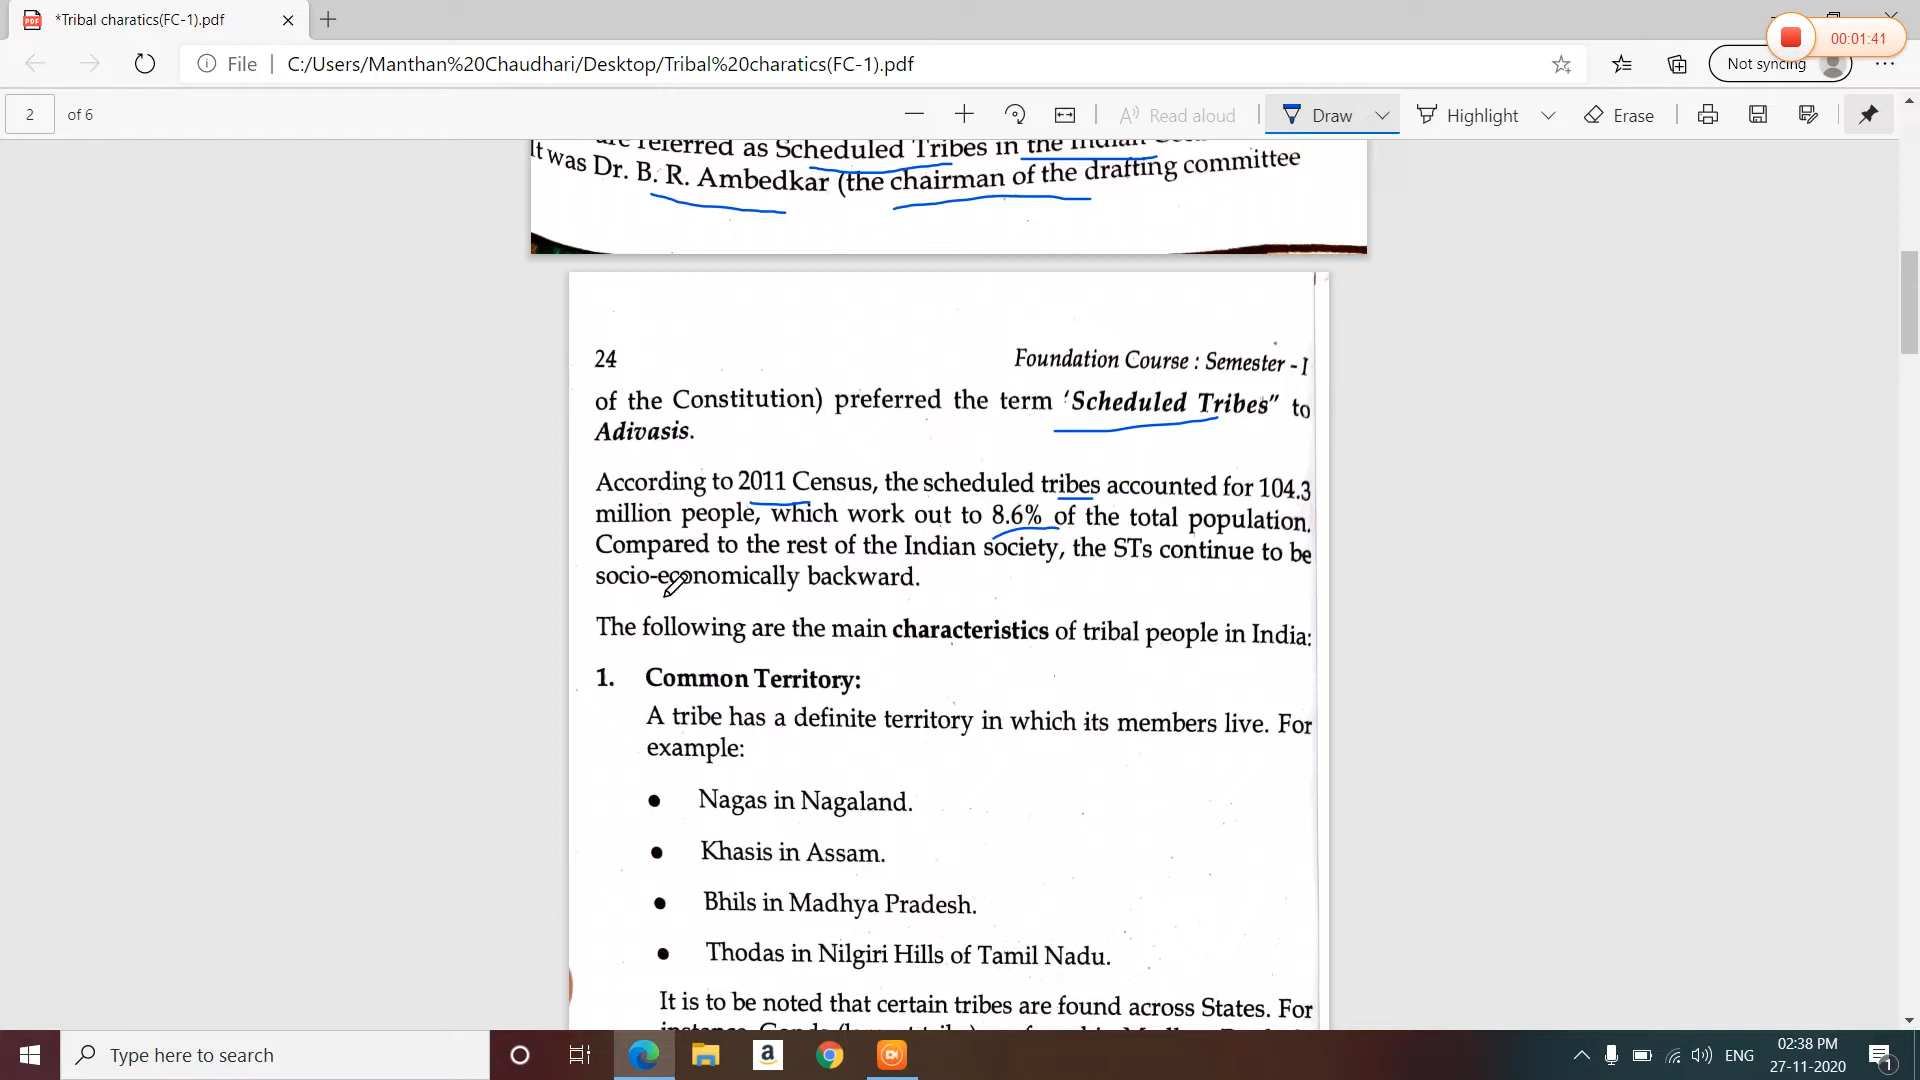 *Tribal charatics(FC-1).pdf
00:01:41
File
C:/Users/Manthan%20Chaudhari/Desktop/Tribal%20charatics(FC-1).pdf
Not syncing
2 of 6
Read aloud
Draw
Highlight
Erase
are referred as Scheduled Tribes in the Indian
It was Dr. B. R. Ambedkar (the chairman of the drafting committee
24
Foundation Course : Semester - I
of the Constitution) preferred the term 'Scheduled Tribes" to
Adivasis.
According to 2011 Census, the scheduled tribes accounted for 104.3
million people, which work out to 8.6% of the total population.
Compared to the rest of the Indian society, the STs continue to be
socio-economically backward.
The following are the main characteristics of tribal people in India:
1. Common Territory:
A tribe has a definite territory in which its members live. For
example:
• Nagas in Nagaland.
• Khasis in Assam.
• Bhils in Madhya Pradesh.
• Thodas in Nilgiri Hills of Tamil Nadu.
It is to be noted that certain tribes are found across States. For
Type here to search
ENG
02:38 PM
27-11-2020
1